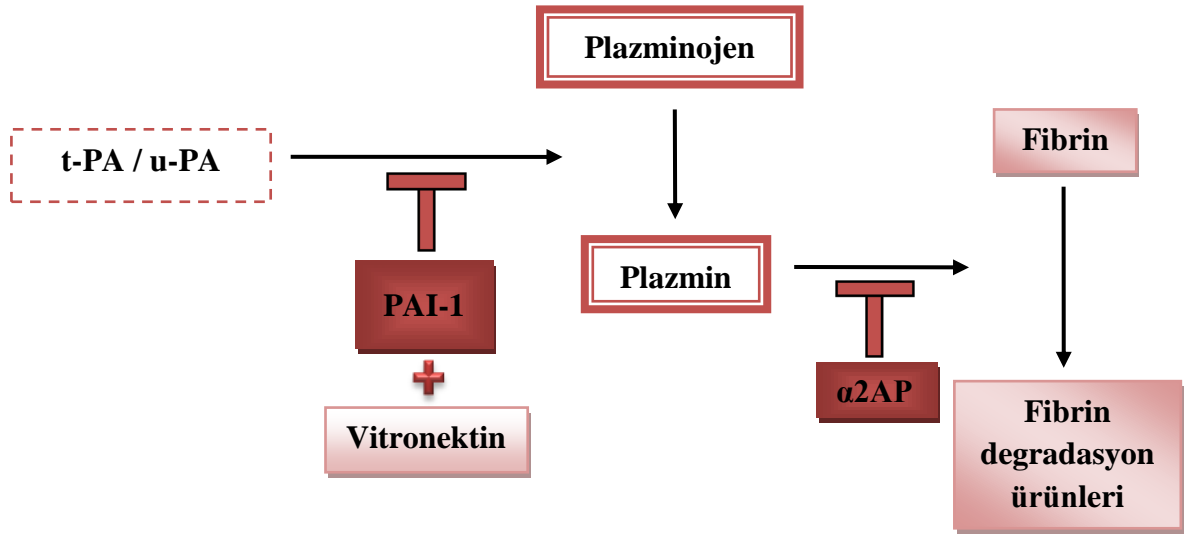 Plazminojen
t-PA / u-PA
Fibrin
Plazmin
PAI-1
α2AP
Vitronektin
Fibrin
degradasyon
ürünleri